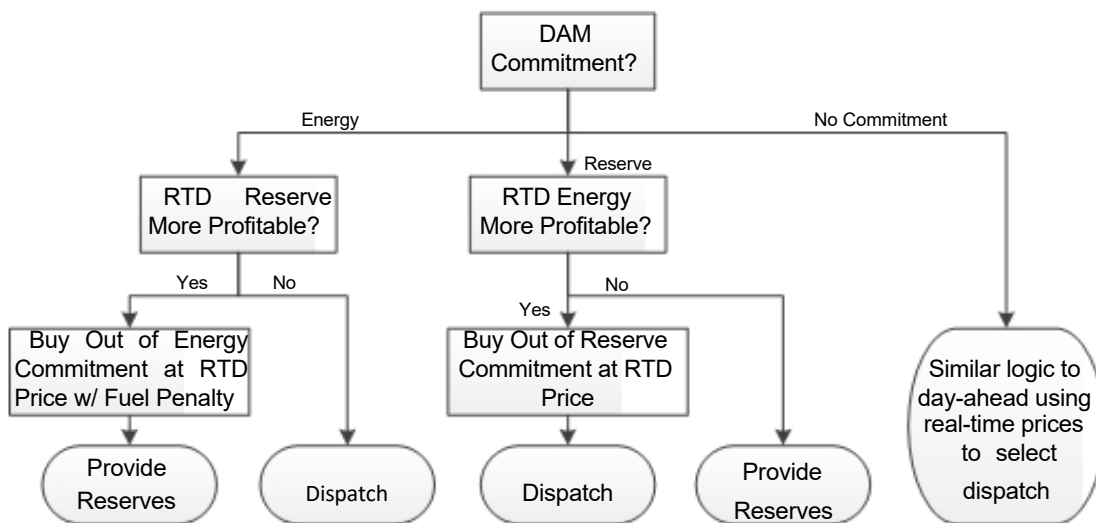 DAM
Commitment?
Energy
No Commitment
Reserve
RTD Reserve
More Profitable?
RTD Energy
More Profitable?
Yes
No
Yes
No
Buy Out of Energy
Commitment at RTD
Price w/ Fuel Penalty
Buy Out of Reserve
Commitment at RTD
Price
Similar logic to
day-ahead using
real-time prices
to select
dispatch
Provide
Reserves
Dispatch
Dispatch
Provide
Reserves